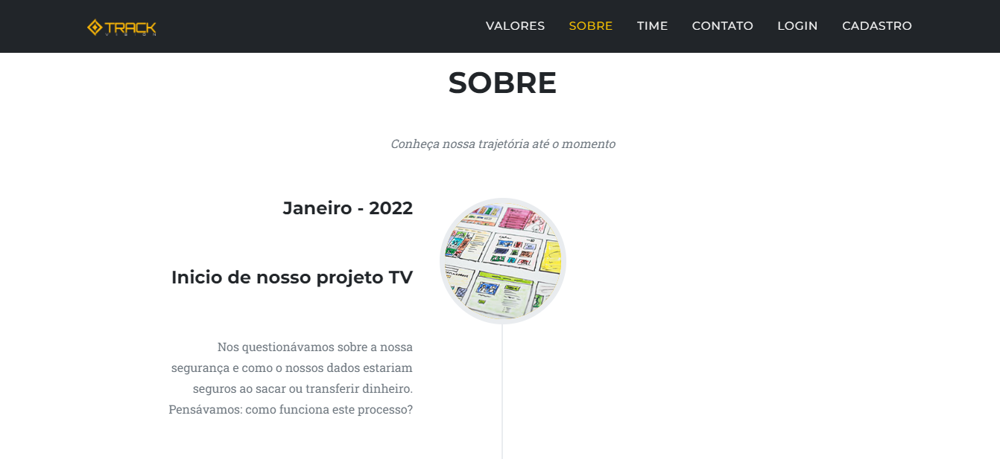 TRACK
VISION
VALORES SOBRE TIME CONTATO LOGIN CADASTRO
SOBRE
Conheça nossa trajetória até o momento
Janeiro - 2022
Inicio de nosso projeto TV
Nos questionávamos sobre a nossa
segurança e como o nossos dados estariam
seguros ao sacar ou transferir dinheiro.
Pensávamos: como funciona este processo?